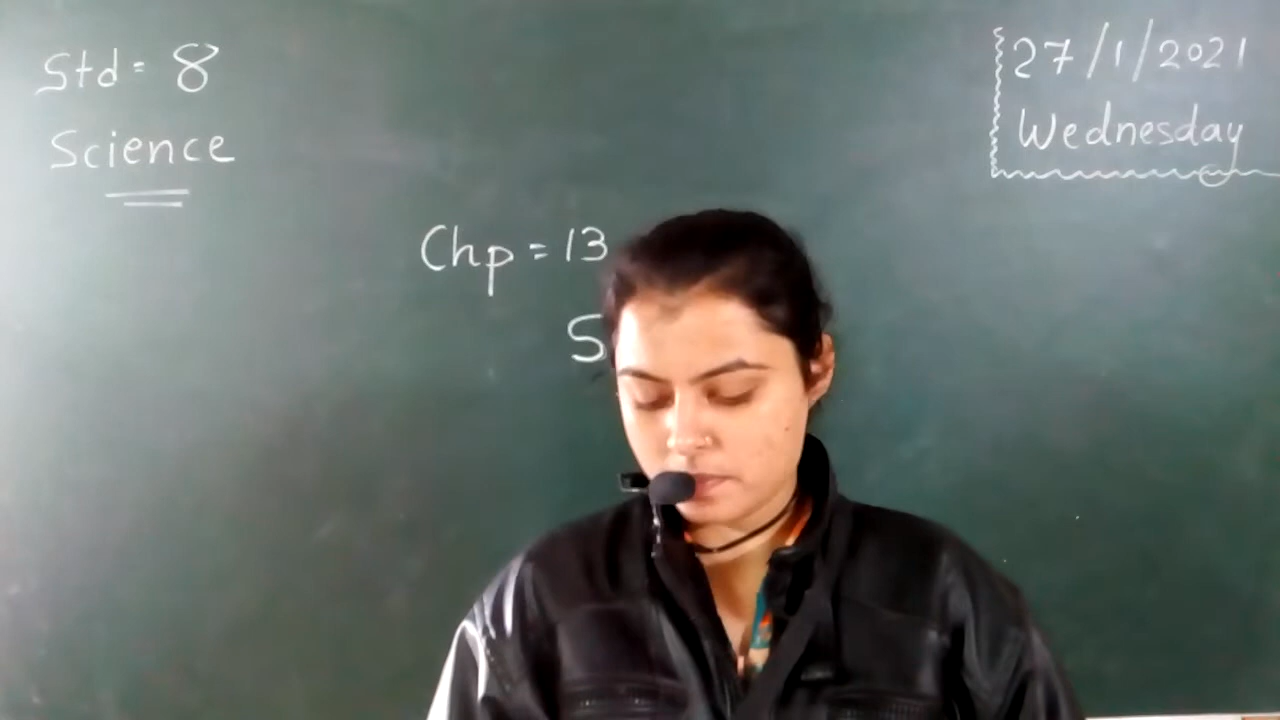 Std = 8
Science
27/1/2021
Wednesday
Chp = 13
S